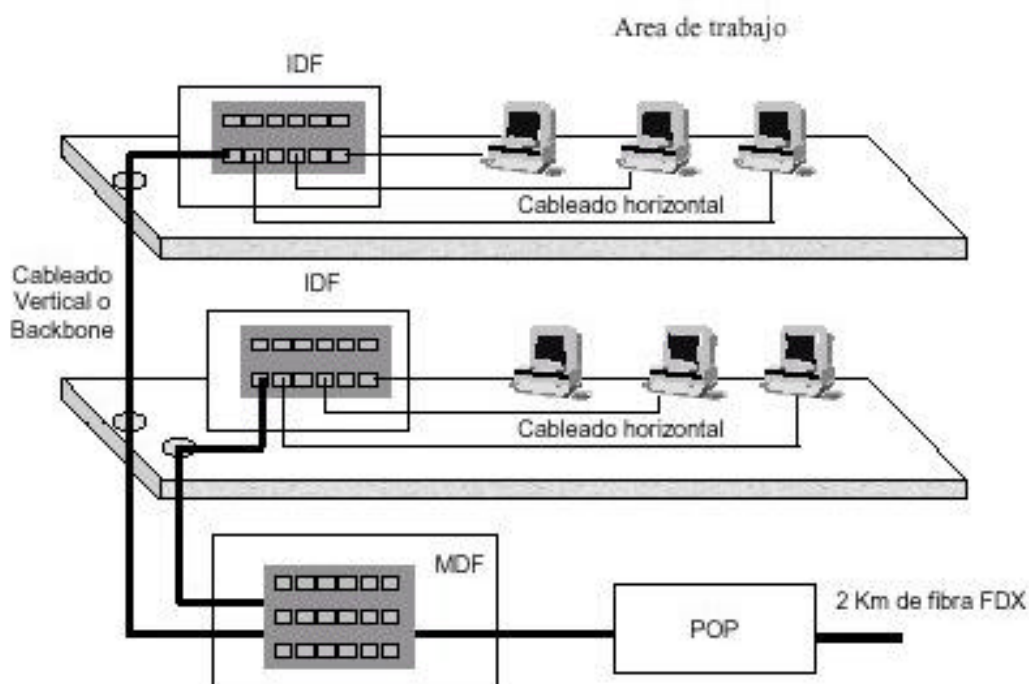 Area de trabajo
IDF
Cableado horizontal
Cableado
Vertical o
Backbone
IDF
Cableado horizontal
MDF
POP
2 Km de fibra FDX